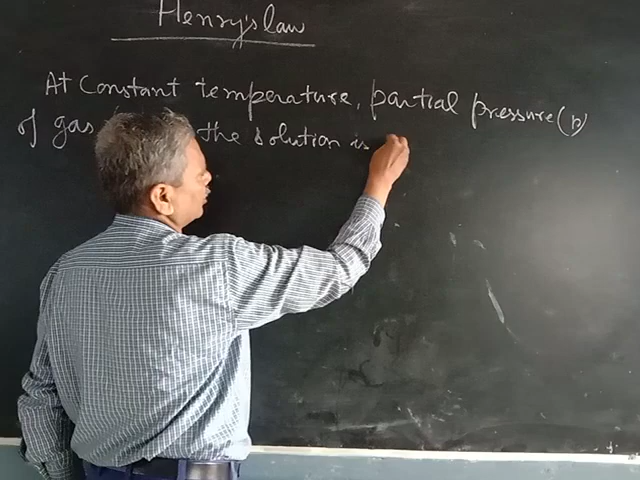 Henry's law
At Constant temperature, partial pressure (p)
of gas the solution is